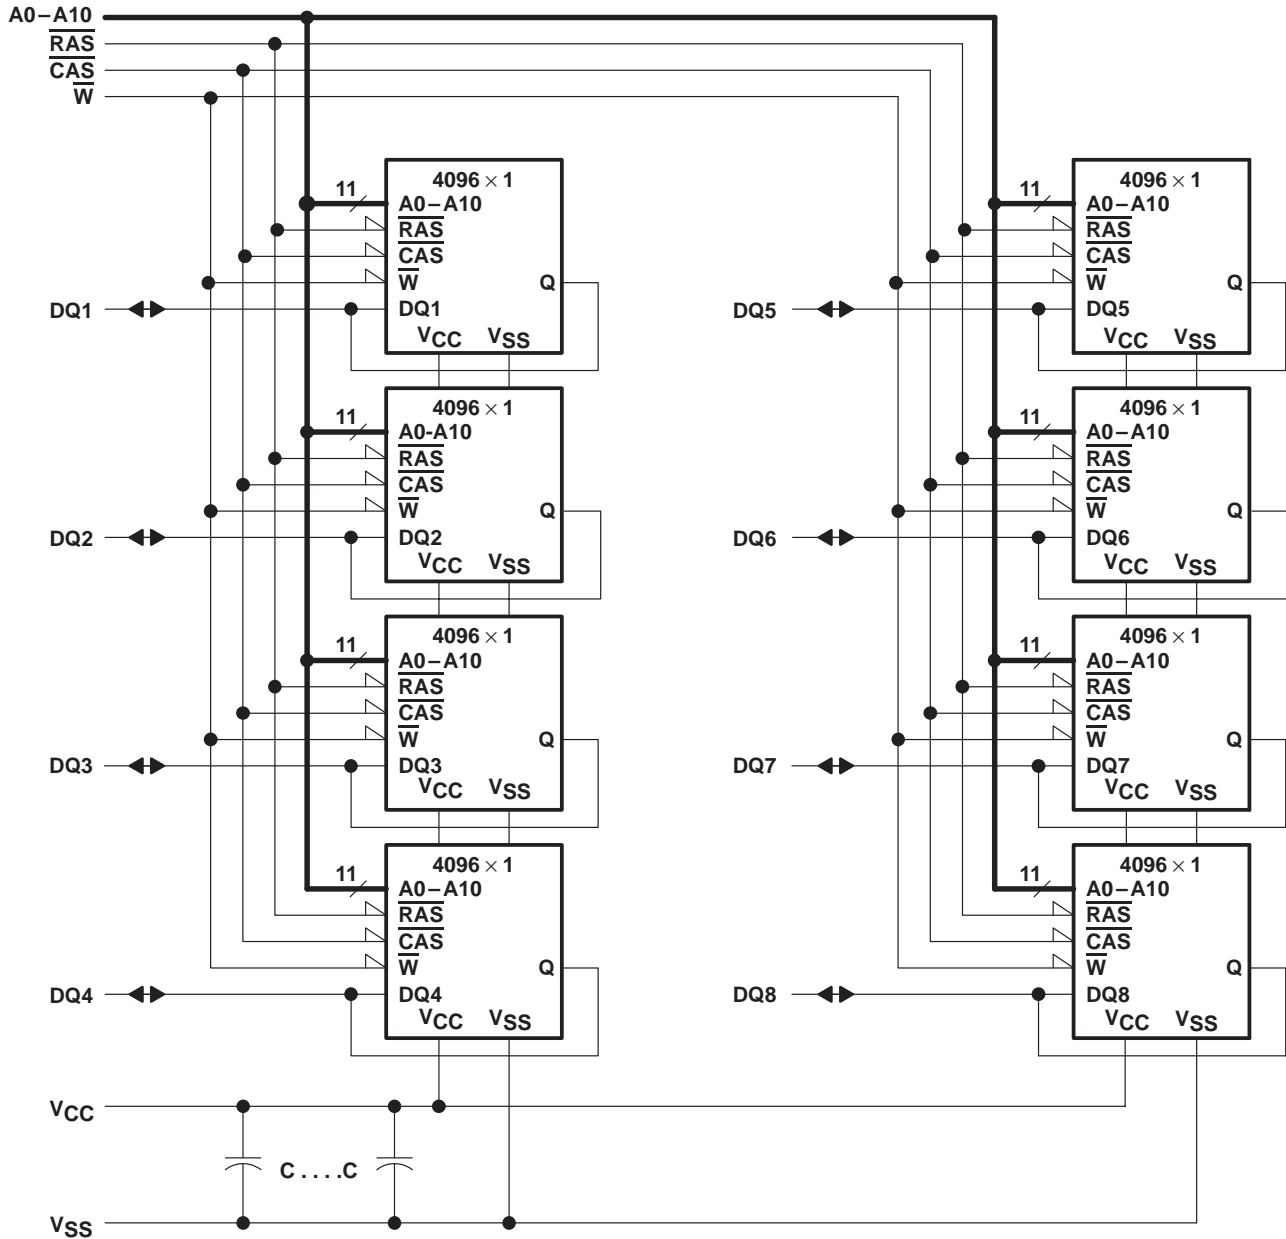 A0–A10
RAS
CAS
W
4096 × 1
11
A0–A10
RAS
CAS
W
Q
DQ1
DQ1
VCC VSS
4096 × 1
11
A0-A10
RAS
CAS
W
Q
DQ2
DQ2
VCC VSS
4096 × 1
11
A0–A10
RAS
CAS
W
Q
DQ3
DQ3
VCC VSS
4096 × 1
11
A0–A10
RAS
CAS
W
Q
DQ4
DQ4
VCC VSS
4096 × 1
11
A0–A10
RAS
CAS
W
Q
DQ5
DQ5
VCC VSS
4096 × 1
11
A0–A10
RAS
CAS
W
Q
DQ6
DQ6
VCC VSS
4096 × 1
11
A0–A10
RAS
CAS
W
Q
DQ7
DQ7
VCC VSS
4096 × 1
11
A0–A10
RAS
CAS
W
Q
DQ8
DQ8
VCC VSS
VCC
C . . . . C
VSS